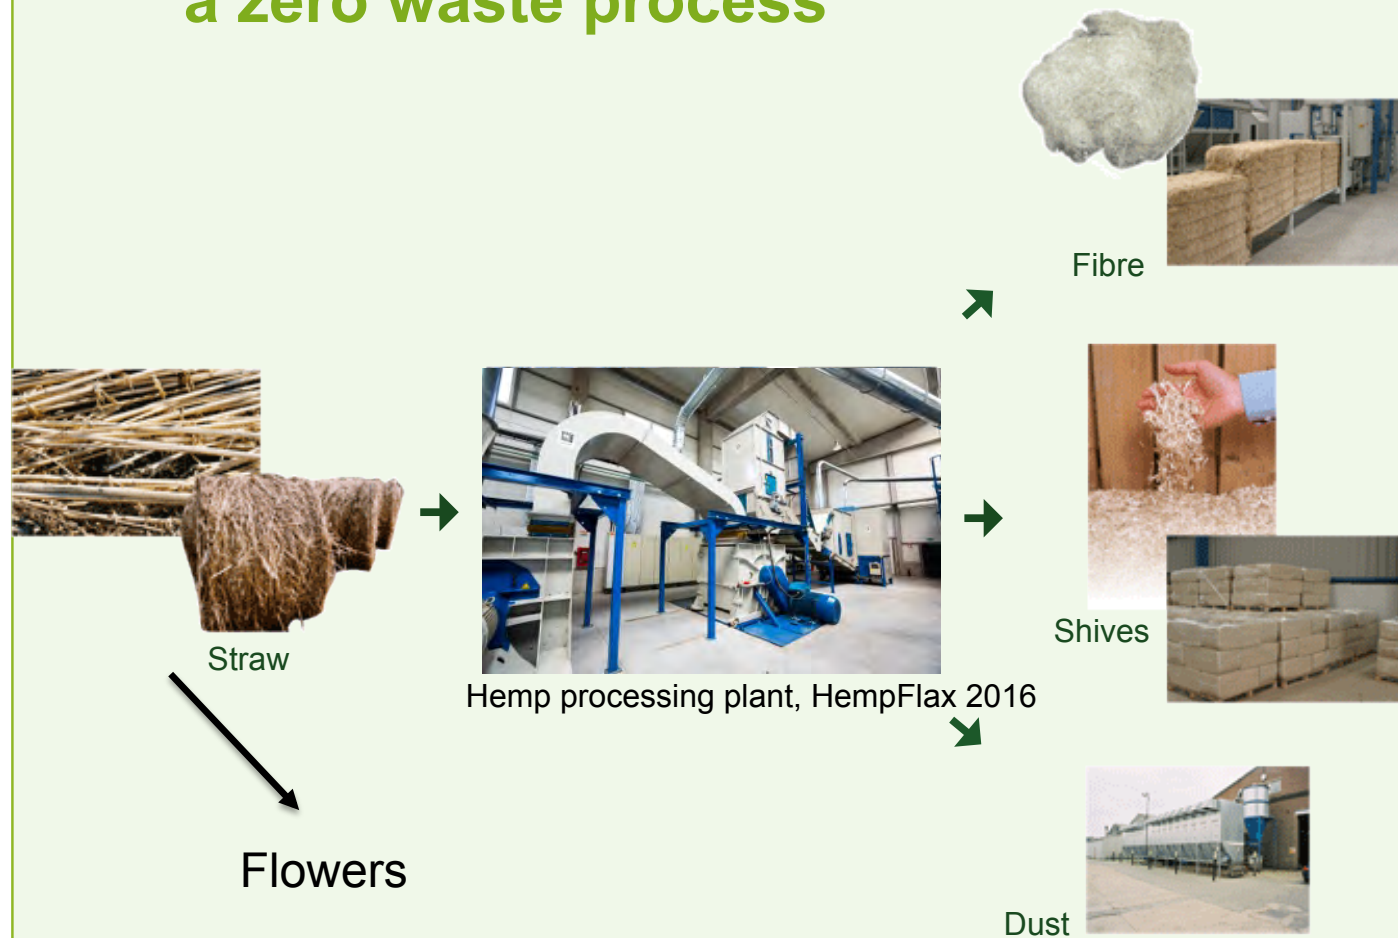 a zero waste process
Fibre
Straw
Hemp processing plant, HempFlax 2016
Shives
Flowers
Dust